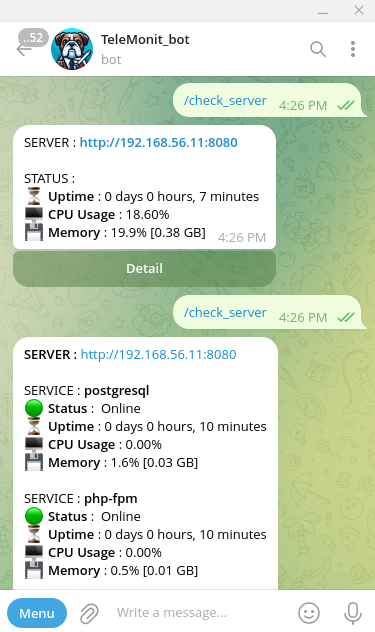 ..52
TeleMonit_bot
bot
/check_server 4:26 PM
SERVER : http://192.168.56.11:8080
STATUS :
Uptime : 0 days 0 hours, 7 minutes
CPU Usage : 18.60%
Memory : 19.9% [0.38 GB] 4:26 PM
Detail
/check_server 4:26 PM
SERVER : http://192.168.56.11:8080
SERVICE : postgresql
Status : Online
Uptime : 0 days 0 hours, 10 minutes
CPU Usage : 0.00%
Memory : 1.6% [0.03 GB]
SERVICE : php-fpm
Status : Online
Uptime : 0 days 0 hours, 10 minutes
CPU Usage : 0.00%
Memory : 0.5% [0.01 GB]
Menu Write a message...